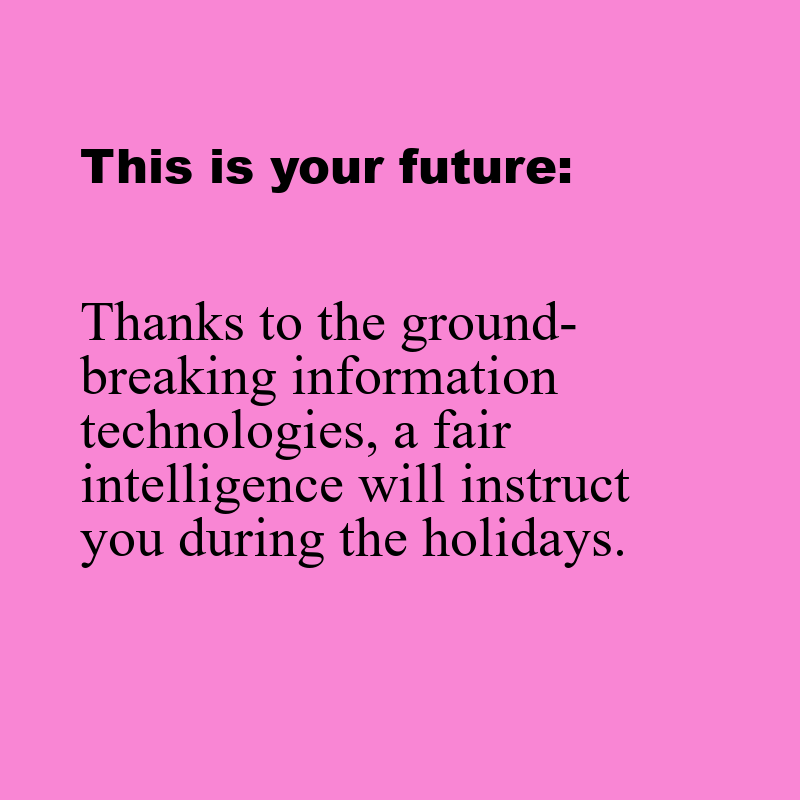 This is your future:
Thanks to the ground-
breaking information
technologies, a fair
intelligence will instruct
you during the holidays.